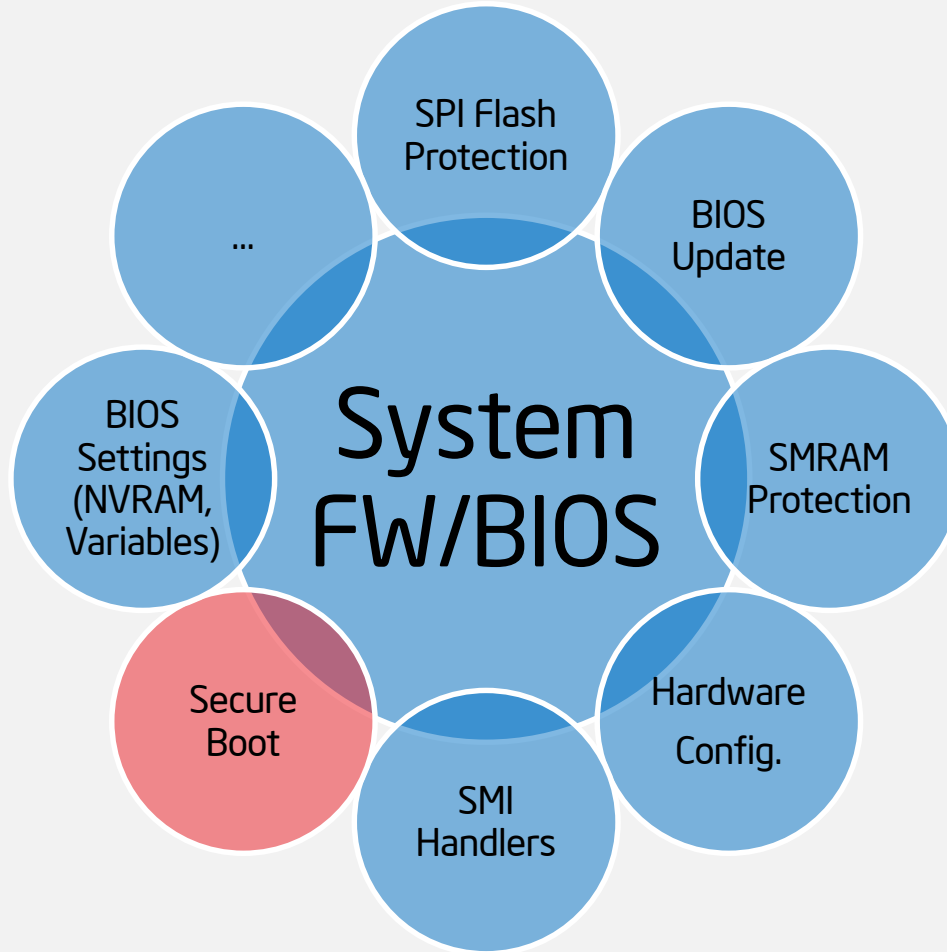 SPI Flash
Protection
BIOS
Update
SMRAM
Protection
Hardware
Config.
SMI
Handlers
Secure
Boot
BIOS
Settings
(NVRAM,
Variables)
...
System
FW/BIOS